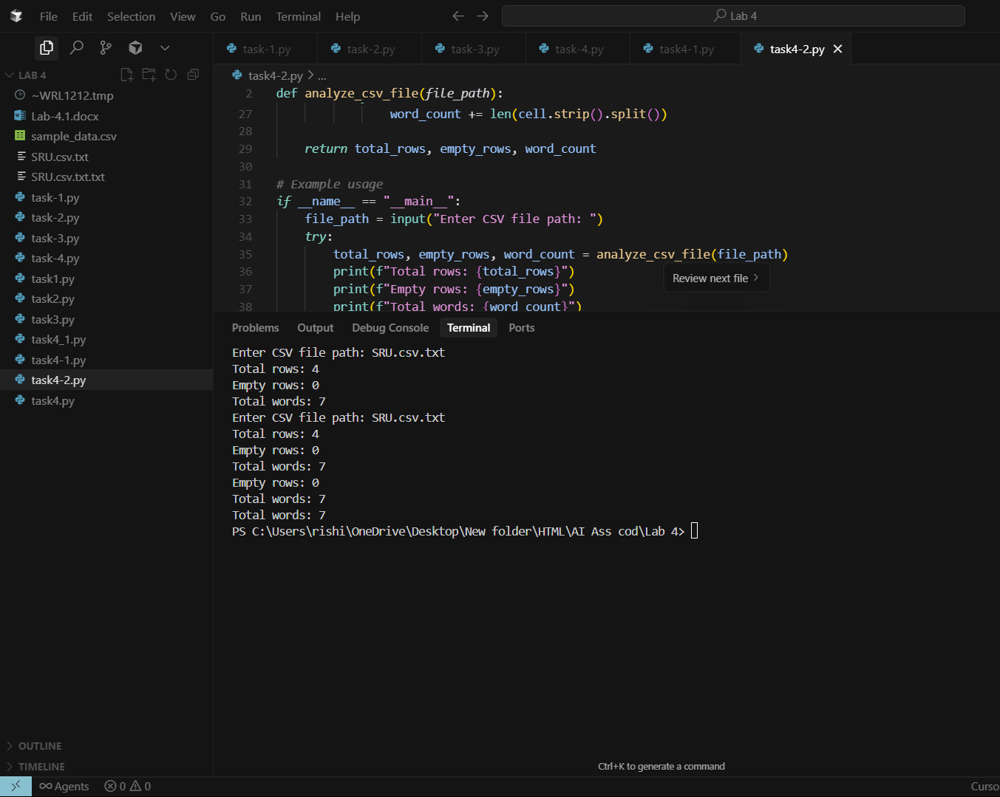 File Edit Selection View Go Run Terminal Help
Lab 4
task-1.py task-2.py task-3.py task-4.py task4-1.py task4-2.py
LAB 4
~WRL1212.tmp
Lab-4.1.docx
sample_data.csv
SRU.csv.txt
SRU.csv.txt.txt
task-1.py
task-2.py
task-3.py
task-4.py
task1.py
task2.py
task3.py
task4_1.py
task4-1.py
task4-2.py
task4.py
OUTLINE
TIMELINE
task4-2.py > ...
2 def analyze_csv_file(file_path):
27 word_count += len(cell.strip().split())
28
29 return total_rows, empty_rows, word_count
30
31 # Example usage
32 if __name__ == "__main__":
33 file_path = input("Enter CSV file path: ")
34 try:
35 total_rows, empty_rows, word_count = analyze_csv_file(file_path)
36 print(f"Total rows: {total_rows}")
37 print(f"Empty rows: {empty_rows}")
38 print(f"Total words: {word_count}")
Review next file >
Problems Output Debug Console Terminal Ports
Enter CSV file path: SRU.csv.txt
Total rows: 4
Empty rows: 0
Total words: 7
Enter CSV file path: SRU.csv.txt
Total rows: 4
Empty rows: 0
Total words: 7
Empty rows: 0
Total words: 7
Total words: 7
PS C:\Users\rishi\OneDrive\Desktop\New folder\HTML\AI Ass cod\Lab 4>
Ctrl+K to generate a command
Agents 0 0
Curso